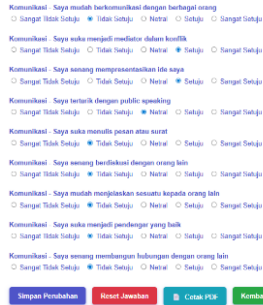 Komunikasi - Saya mudah berkomunikasi dengan berbagai orang
Sangat Tidak Setuju Tidak Setuju Netral Setuju Sangat Setuju
Komunikasi - Saya suka menjadi mediator dalam konflik
Sangat Tidak Setuju Tidak Setuju Netral Setuju Sangat Setuju
Komunikasi - Saya senang mempresentasikan ide saya
Sangat Tidak Setuju Tidak Setuju Netral Setuju Sangat Setuju
Komunikasi - Saya tertarik dengan public speaking
Sangat Tidak Setuju Tidak Setuju Netral Setuju Sangat Setuju
Komunikasi - Saya suka menulis pesan atau surat
Sangat Tidak Setuju Tidak Setuju Netral Setuju Sangat Setuju
Komunikasi - Saya senang berdiskusi dengan orang lain
Sangat Tidak Setuju Tidak Setuju Netral Setuju Sangat Setuju
Komunikasi - Saya mudah menjelaskan sesuatu kepada orang lain
Sangat Tidak Setuju Tidak Setuju Netral Setuju Sangat Setuju
Komunikasi - Saya suka menjadi pendengar yang baik
Sangat Tidak Setuju Tidak Setuju Netral Setuju Sangat Setuju
Komunikasi - Saya senang membangun hubungan dengan orang lain
Sangat Tidak Setuju Tidak Setuju Netral Setuju Sangat Setuju
Simpan Perubahan Reset Jawaban Cetak PDF Kemba